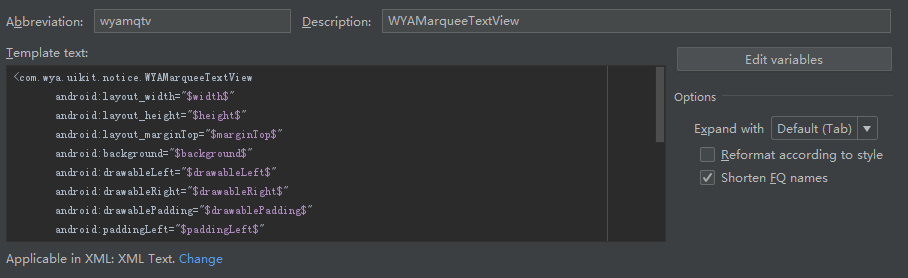 Abbreviation: wyamqtv Description: WYAMarqueeTextView
Template text:
Edit variables
<com.wya.uikit.notice.WYAMarqueeTextView
android:layout_width="$width$"
android:layout_height="$height$"
android:layout_marginTop="$marginTop$"
android:background="$background$"
android:drawableLeft="$drawableLeft$"
android:drawableRight="$drawableRight$"
android:drawablePadding="$drawablePadding$"
android:paddingLeft="$paddingLeft$"
Options
Expand with Default (Tab)
Reformat according to style
Shorten FQ names
Applicable in XML: XML Text. Change